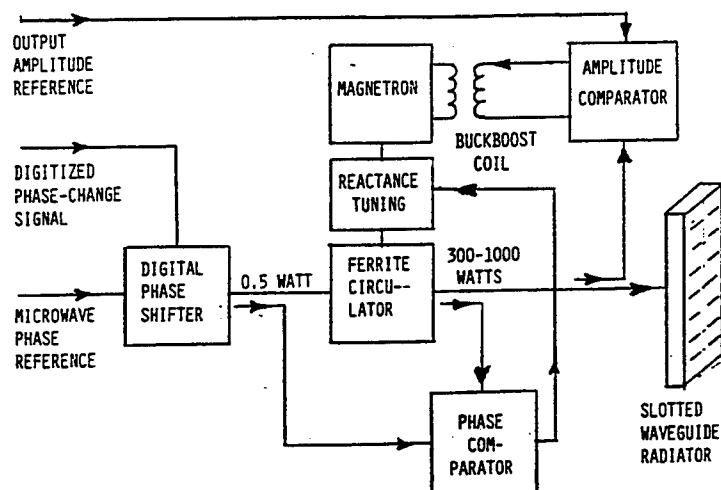 OUTPUT
AMPLITUDE
REFERENCE
MAGNETRON
BUCKBOOST
COIL
AMPLITUDE
COMPARATOR
DIGITIZED
PHASE-CHANGE
SIGNAL
REACTANCE
TUNING
DIGITAL
PHASE
SHIFTER
0.5 WATT
FERRITE
CIRCU--
LATOR
300-1000
WATTS
MICROWAVE
PHASE
REFERENCE
PHASE
COM-
PARATOR
SLOTTED
WAVEGUIDE
RADIATOR